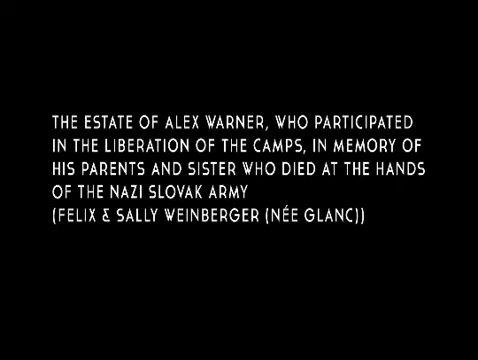 THE ESTATE OF ALEX WARNER, WHO PARTICIPATED
IN THE LIBERATION OF THE CAMPS, IN MEMORY OF
HIS PARENTS AND SISTER WHO DIED AT THE HANDS
OF THE NAZI SLOVAK ARMY
(FELIX & SALLY WEINBERGER (NÉE GLANC))